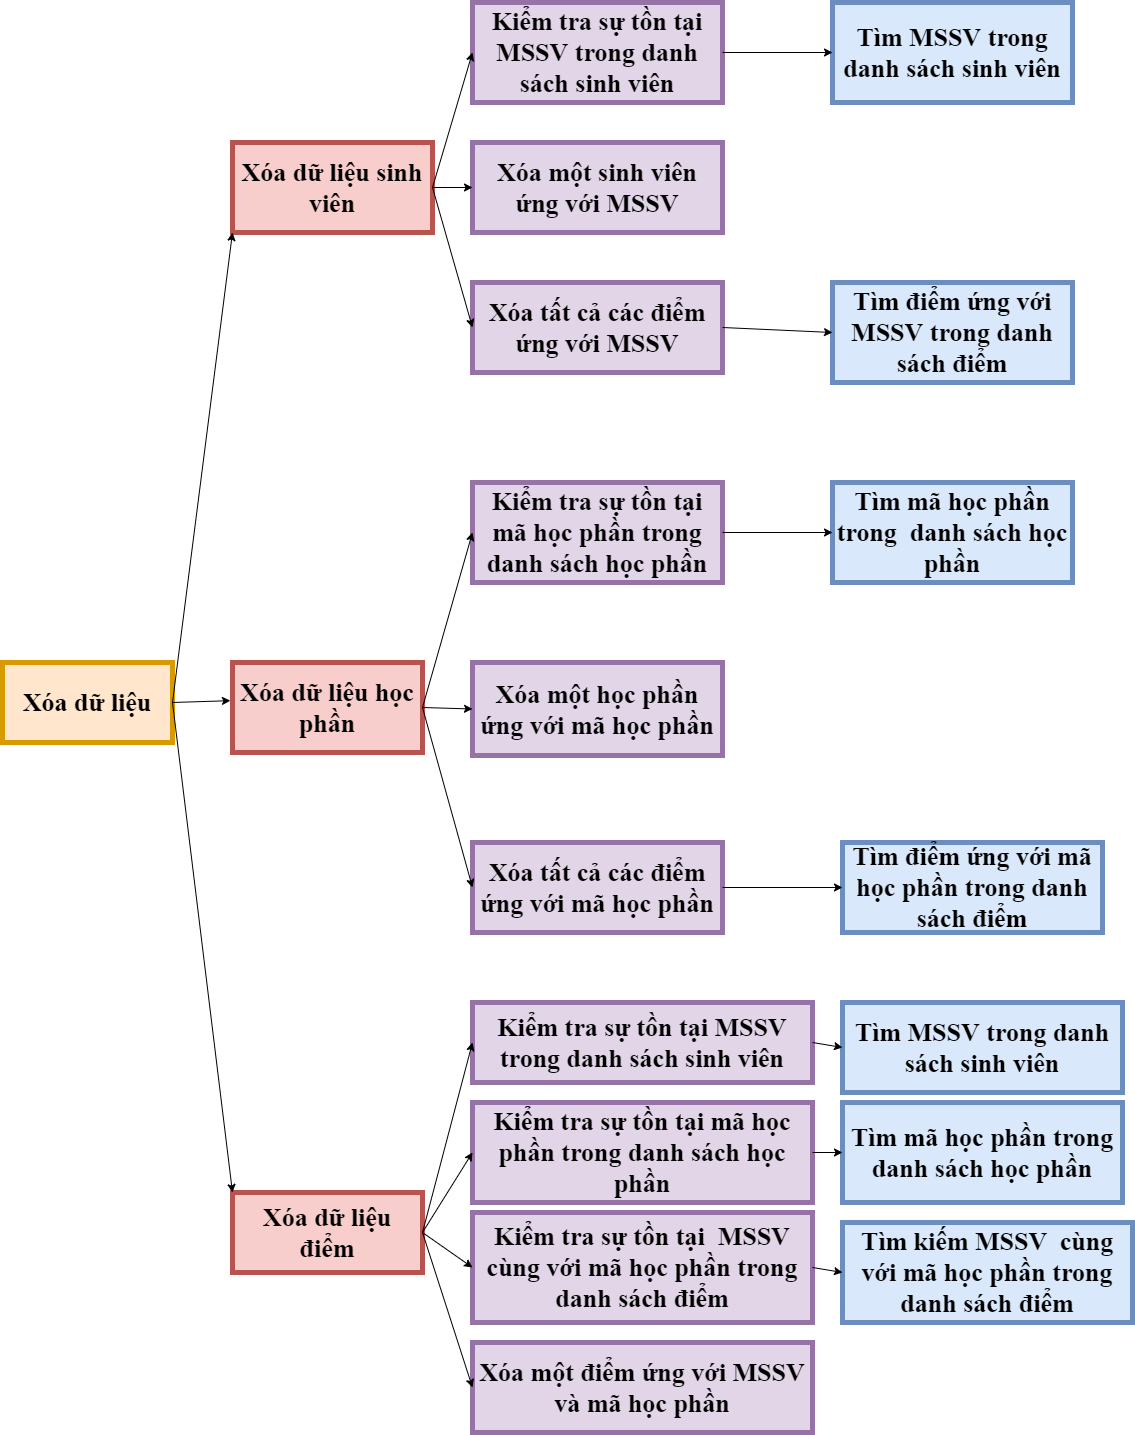 Xóa dữ liệu
Xóa dữ liệu sinh
viên
Kiểm tra sự tồn tại
MSSV trong danh
sách sinh viên
Tìm MSSV trong
danh sách sinh viên
Xóa một sinh viên
ứng với MSSV
Xóa tất cả các điểm
ứng với MSSV
Tìm điểm ứng với
MSSV trong danh
sách điểm
Xóa dữ liệu học
phần
Kiểm tra sự tồn tại
mã học phần trong
danh sách học phần
Tìm mã học phần
trong  danh sách học
phần
Xóa một học phần
ứng với mã học phần
Xóa tất cả các điểm
ứng với mã học phần
Tìm điểm ứng với mã
học phần trong danh
sách điểm
Xóa dữ liệu
điểm
Kiểm tra sự tồn tại MSSV
trong danh sách sinh viên
Tìm MSSV trong danh
sách sinh viên
Kiểm tra sự tồn tại mã học
phần trong danh sách học
phần
Tìm mã học phần trong
danh sách học phần
Kiểm tra sự tồn tại  MSSV
cùng với mã học phần trong
danh sách điểm
Tìm kiếm MSSV  cùng
với mã học phần trong
danh sách điểm
Xóa một điểm ứng với MSSV
và mã học phần